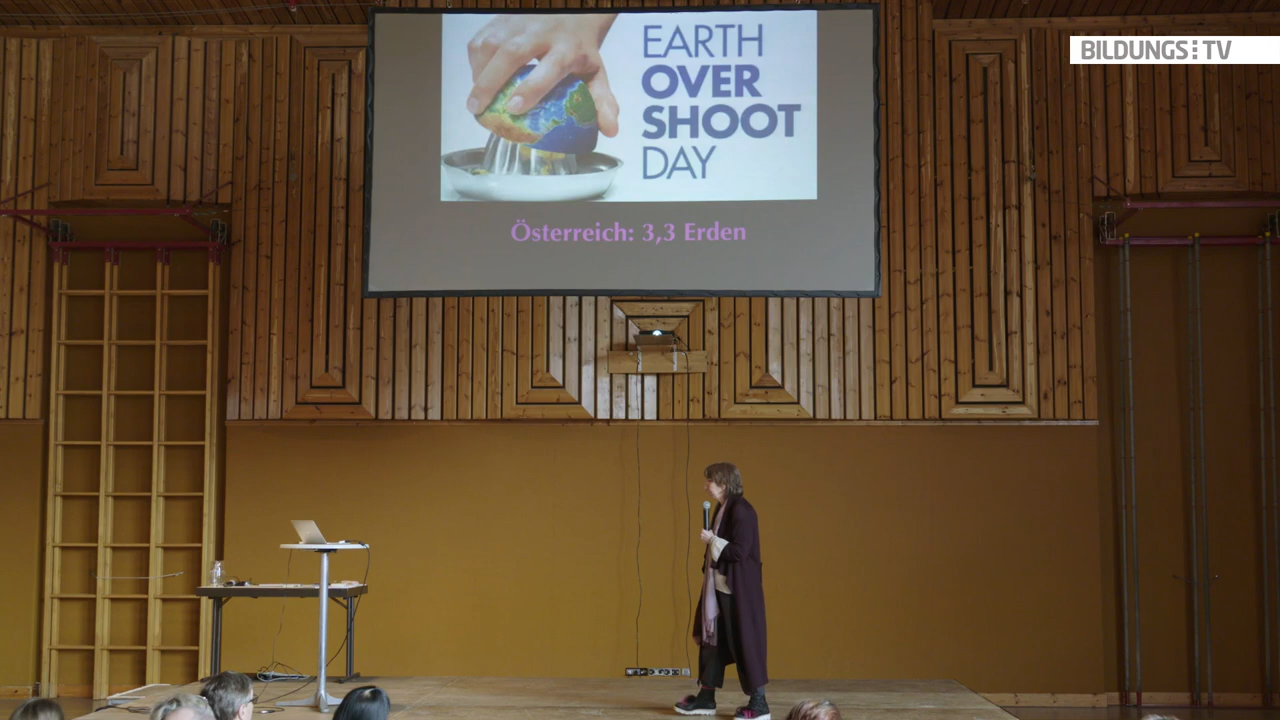 BILDUNGS TV
EARTH
OVER
SHOOT
DAY
Österreich: 3,3 Erden